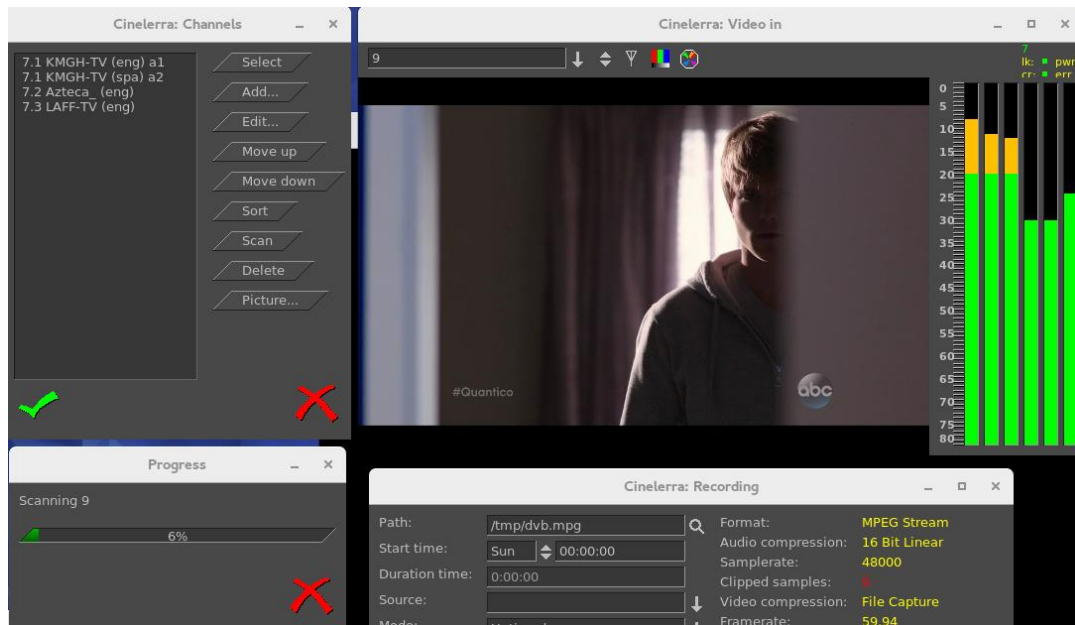 Cinelerra: Channels
7.1 KMGH-TV (eng) a1
7.1 KMGH-TV (spa) a2
7.2 Azteca_ (eng)
7.3 LAFF-TV (eng)
Select
Add...
Edit...
Move up
Move down
Sort
Scan
Delete
Picture...
Cinelerra: Video in
9
7
lk: pwr
cr: err
0
5
10
15
20
25
30
35
40
45
50
55
60
65
70
75
80
#Quantico
abc
Progress
Scanning 9
6%
Cinelerra: Recording
Path: /tmp/dvb.mpg
Start time: Sun 00:00:00
Duration time: 0:00:00
Source:
Format: MPEG Stream
Audio compression: 16 Bit Linear
Samplerate: 48000
Clipped samples:
Video compression: File Capture
Framerate: 59.94